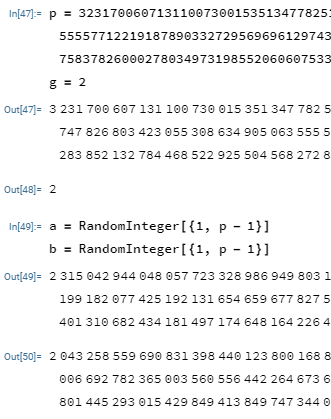 In[47]:= p = 32317006071311007300153513477825
5555771221918789033272956969612974​3
7583782600027803497319855206060​7533
g = 2
Out[47]= 3 231 700 607 131 100 730 015 351 347 782 5
747 826 803 423 055 308 634 905 063 555 5
283 852 132 784 468 522 925 504 568 272 8
Out[48]= 2
In[49]:= a = RandomInteger[{1, p - 1}]
b = RandomInteger[{1, p - 1}]
Out[49]= 2 315 042 944 048 057 723 328 986 949 803 1
199 182 077 425 192 131 654 659 677 827 5
401 310 682 434 181 497 174 648 164 226 4
Out[50]= 2 043 258 559 690 831 398 440 123 800 168 8
006 692 782 365 003 560 556 442 264 673 6
801 445 293 015 429 849 413 849 747 344 0